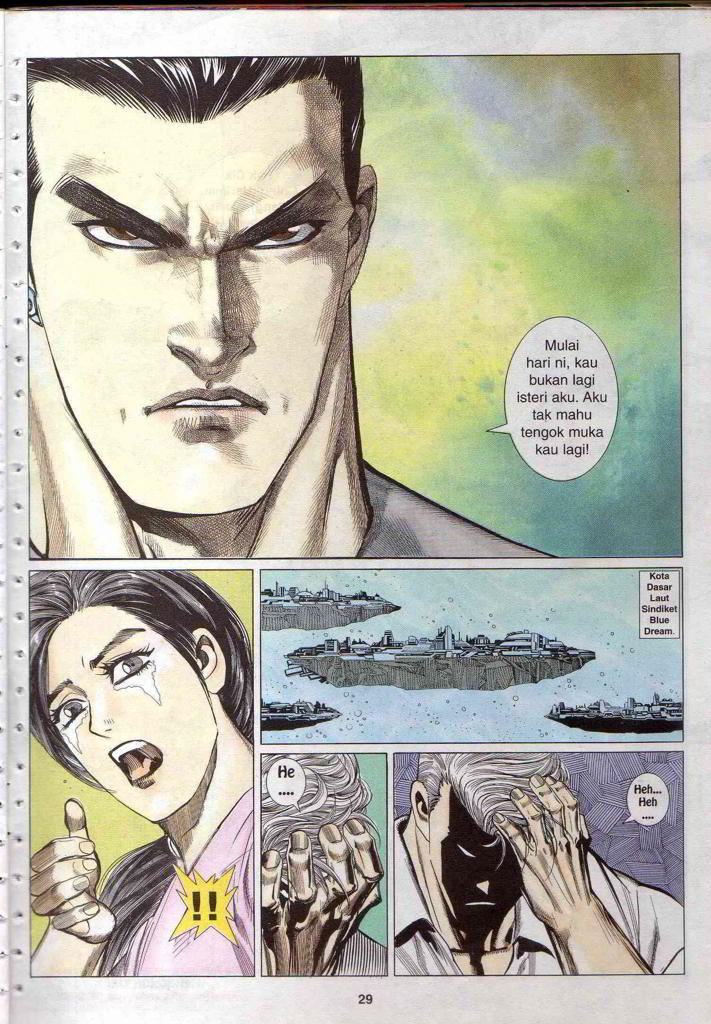 Mulai
hari ni, kau
bukan lagi
isteri aku. Aku
tak mahu
tengok muka
kau lagi!
Kota
Dasar
Laut
Sindiket
Blue
Dream.
!!
He
....
Heh...
Heh
....
29